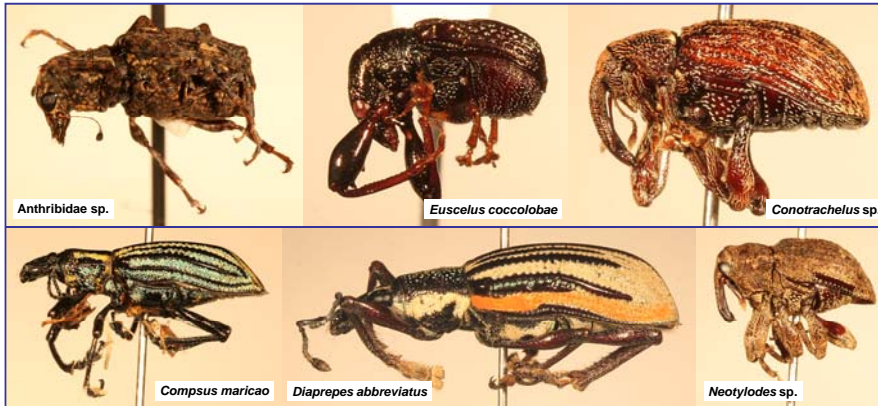 Anthribidae sp.
Euscelus coccolobae
Conotrachelus sp.
Compsus maricao
Diaprepes abbreviatus
Neotylodes sp.